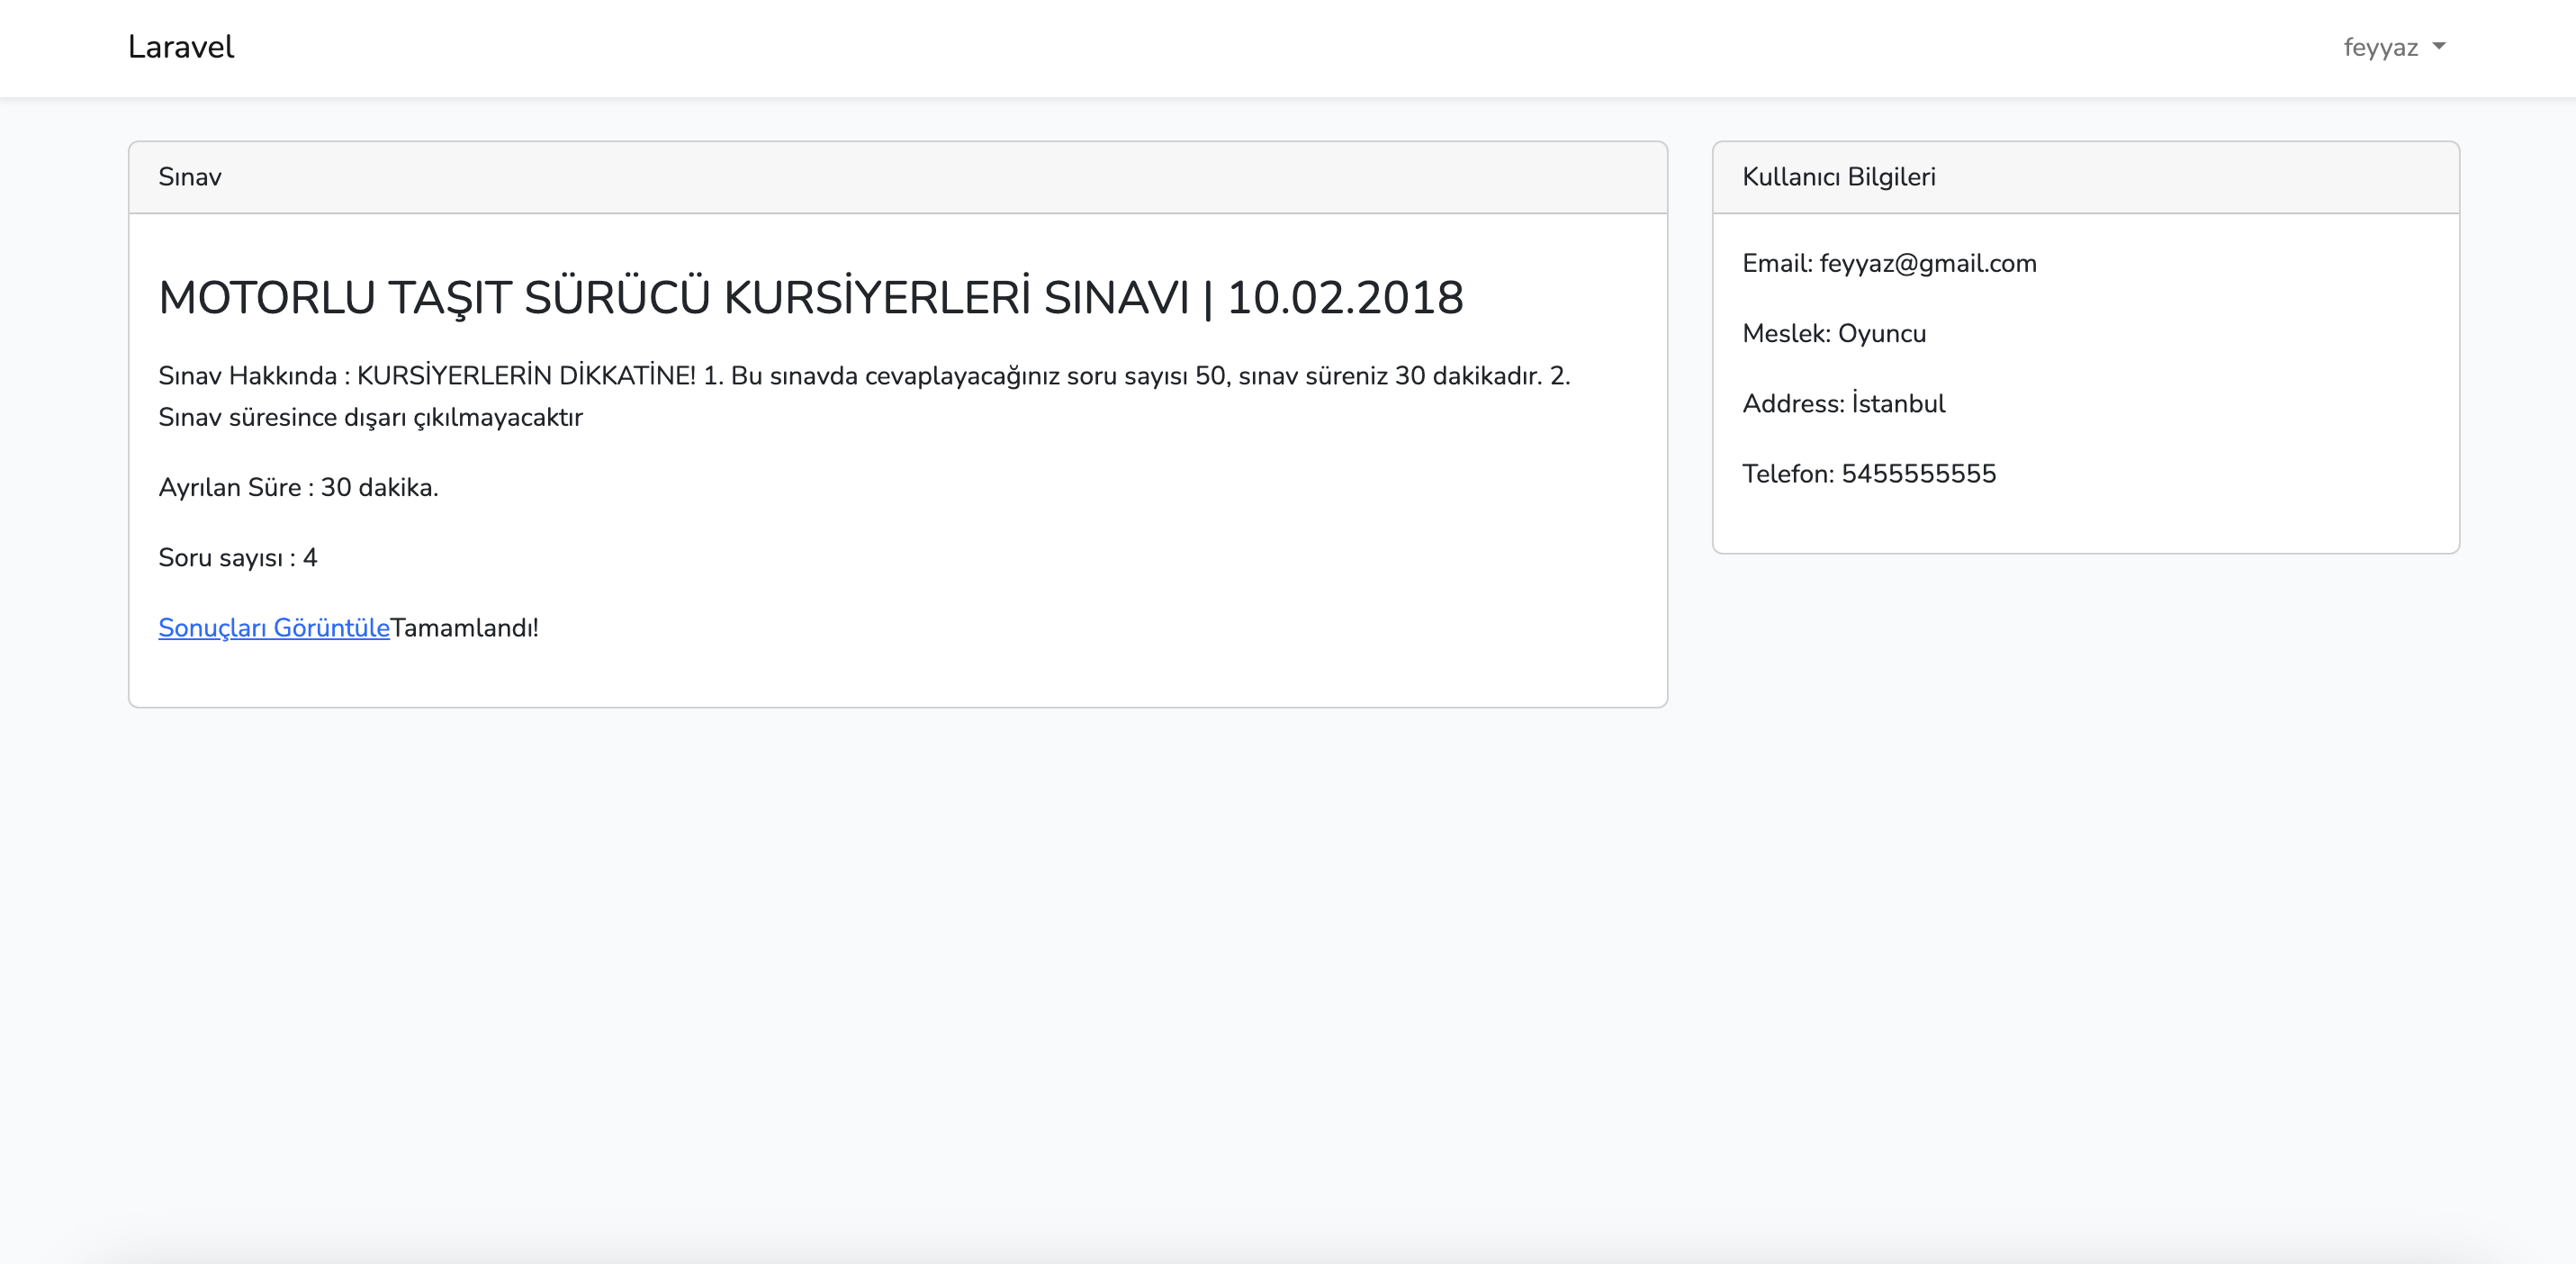 Laravel
feyyaz
Sınav
MOTORLU TAŞIT SÜRÜCÜ KURSİYERLERİ SINAVI | 10.02.2018
Sınav Hakkında : KURSİYERLERİN DİKKATİNE! 1. Bu sınavda cevaplayacağınız soru sayısı 50, sınav süreniz 30 dakikadır. 2.
Sınav süresince dışarı çıkılmayacaktır
Ayrılan Süre : 30 dakika.
Soru sayısı : 4
Sonuçları GörüntüleTamamlandı!
Kullanıcı Bilgileri
Email: feyyaz@gmail.com
Meslek: Oyuncu
Address: İstanbul
Telefon: 5455555555